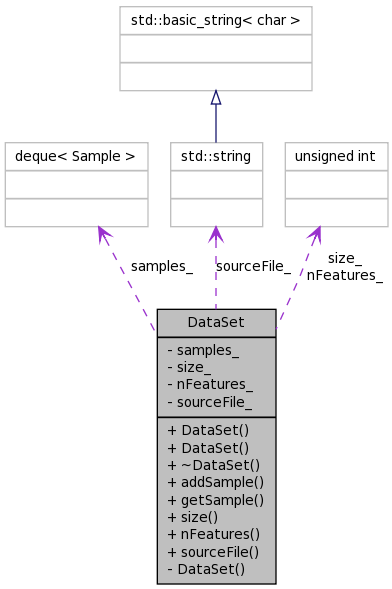 std::basic_string< char >
deque< Sample >
std::string
unsigned int
samples_
sourceFile_
size_
nFeatures_
DataSet
- samples_
- size_
- nFeatures_
- sourceFile_
+ DataSet()
+ DataSet()
+ ~DataSet()
+ addSample()
+ getSample()
+ size()
+ nFeatures()
+ sourceFile()
- DataSet()